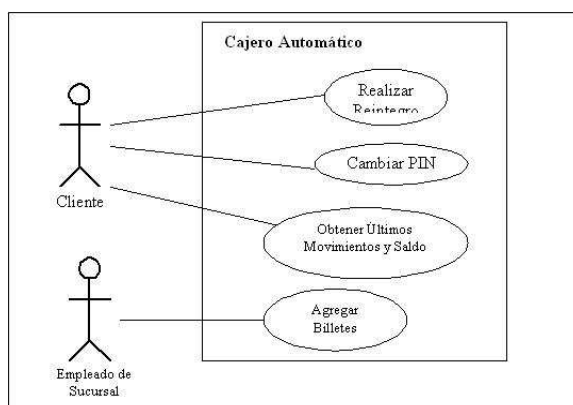 Cajero Automático
Realizar
Reintegro
Cambiar PIN
Cliente
Obtener Últimos
Movimientos y Saldo
Agregar
Billetes
Empleado de
Sucursal